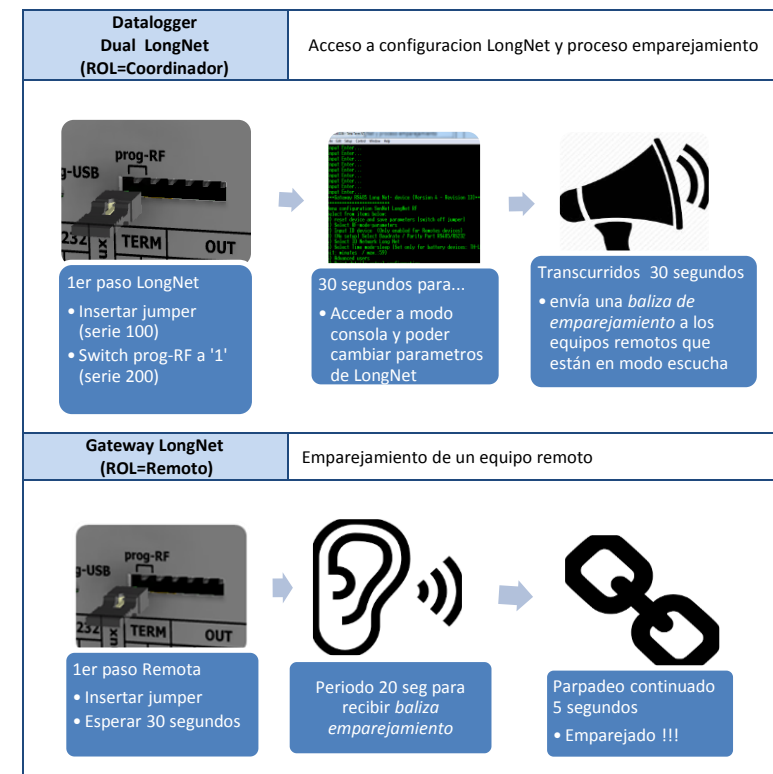 Datalogger
Dual LongNet
(ROL=Coordinador)
Acceso a configuracion LongNet y proceso emparejamiento
prog-RF
g-USB
232
TERM
OUT
1er paso LongNet
• Insertar jumper
(serie 100)
• Switch prog-RF a '1'
(serie 200)
30 segundos para...
• Acceder a modo
consola y poder
cambiar parametros
de LongNet
Transcurridos 30 segundos
• envía una baliza de
emparejamiento a los
equipos remotos que
están en modo escucha
Gateway LongNet
(ROL=Remoto)
Emparejamiento de un equipo remoto
prog-RF
g-USB
232
TERM
OUT
1er paso Remota
• Insertar jumper
• Esperar 30 segundos
Periodo 20 seg para
recibir baliza
emparejamiento
Parpadeo continuado
5 segundos
• Emparejado !!!